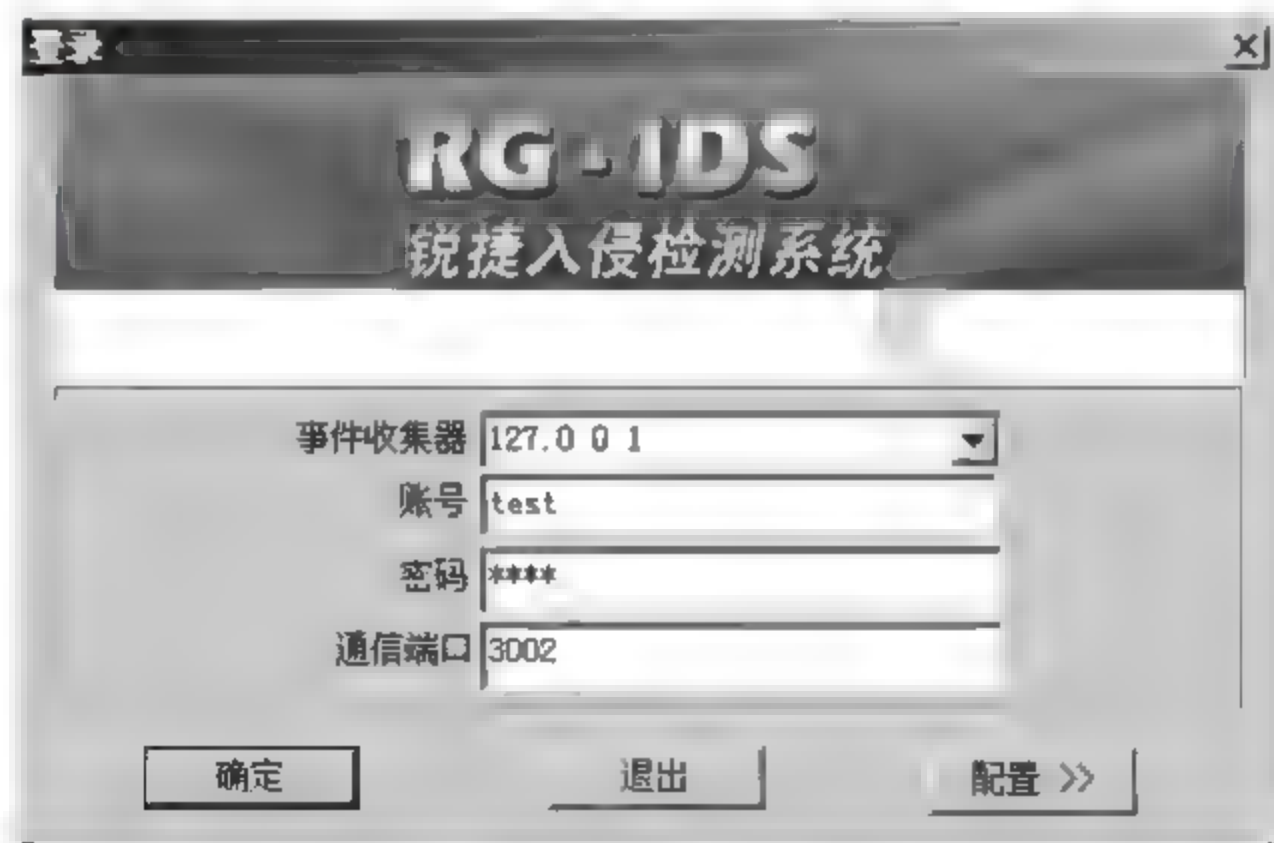 登录
RG-IDS
锐捷入侵检测系统
事件收集器 127.0 0 1
账号 test
密码 ****
通信端口 3002
确定 退出 配置 >>